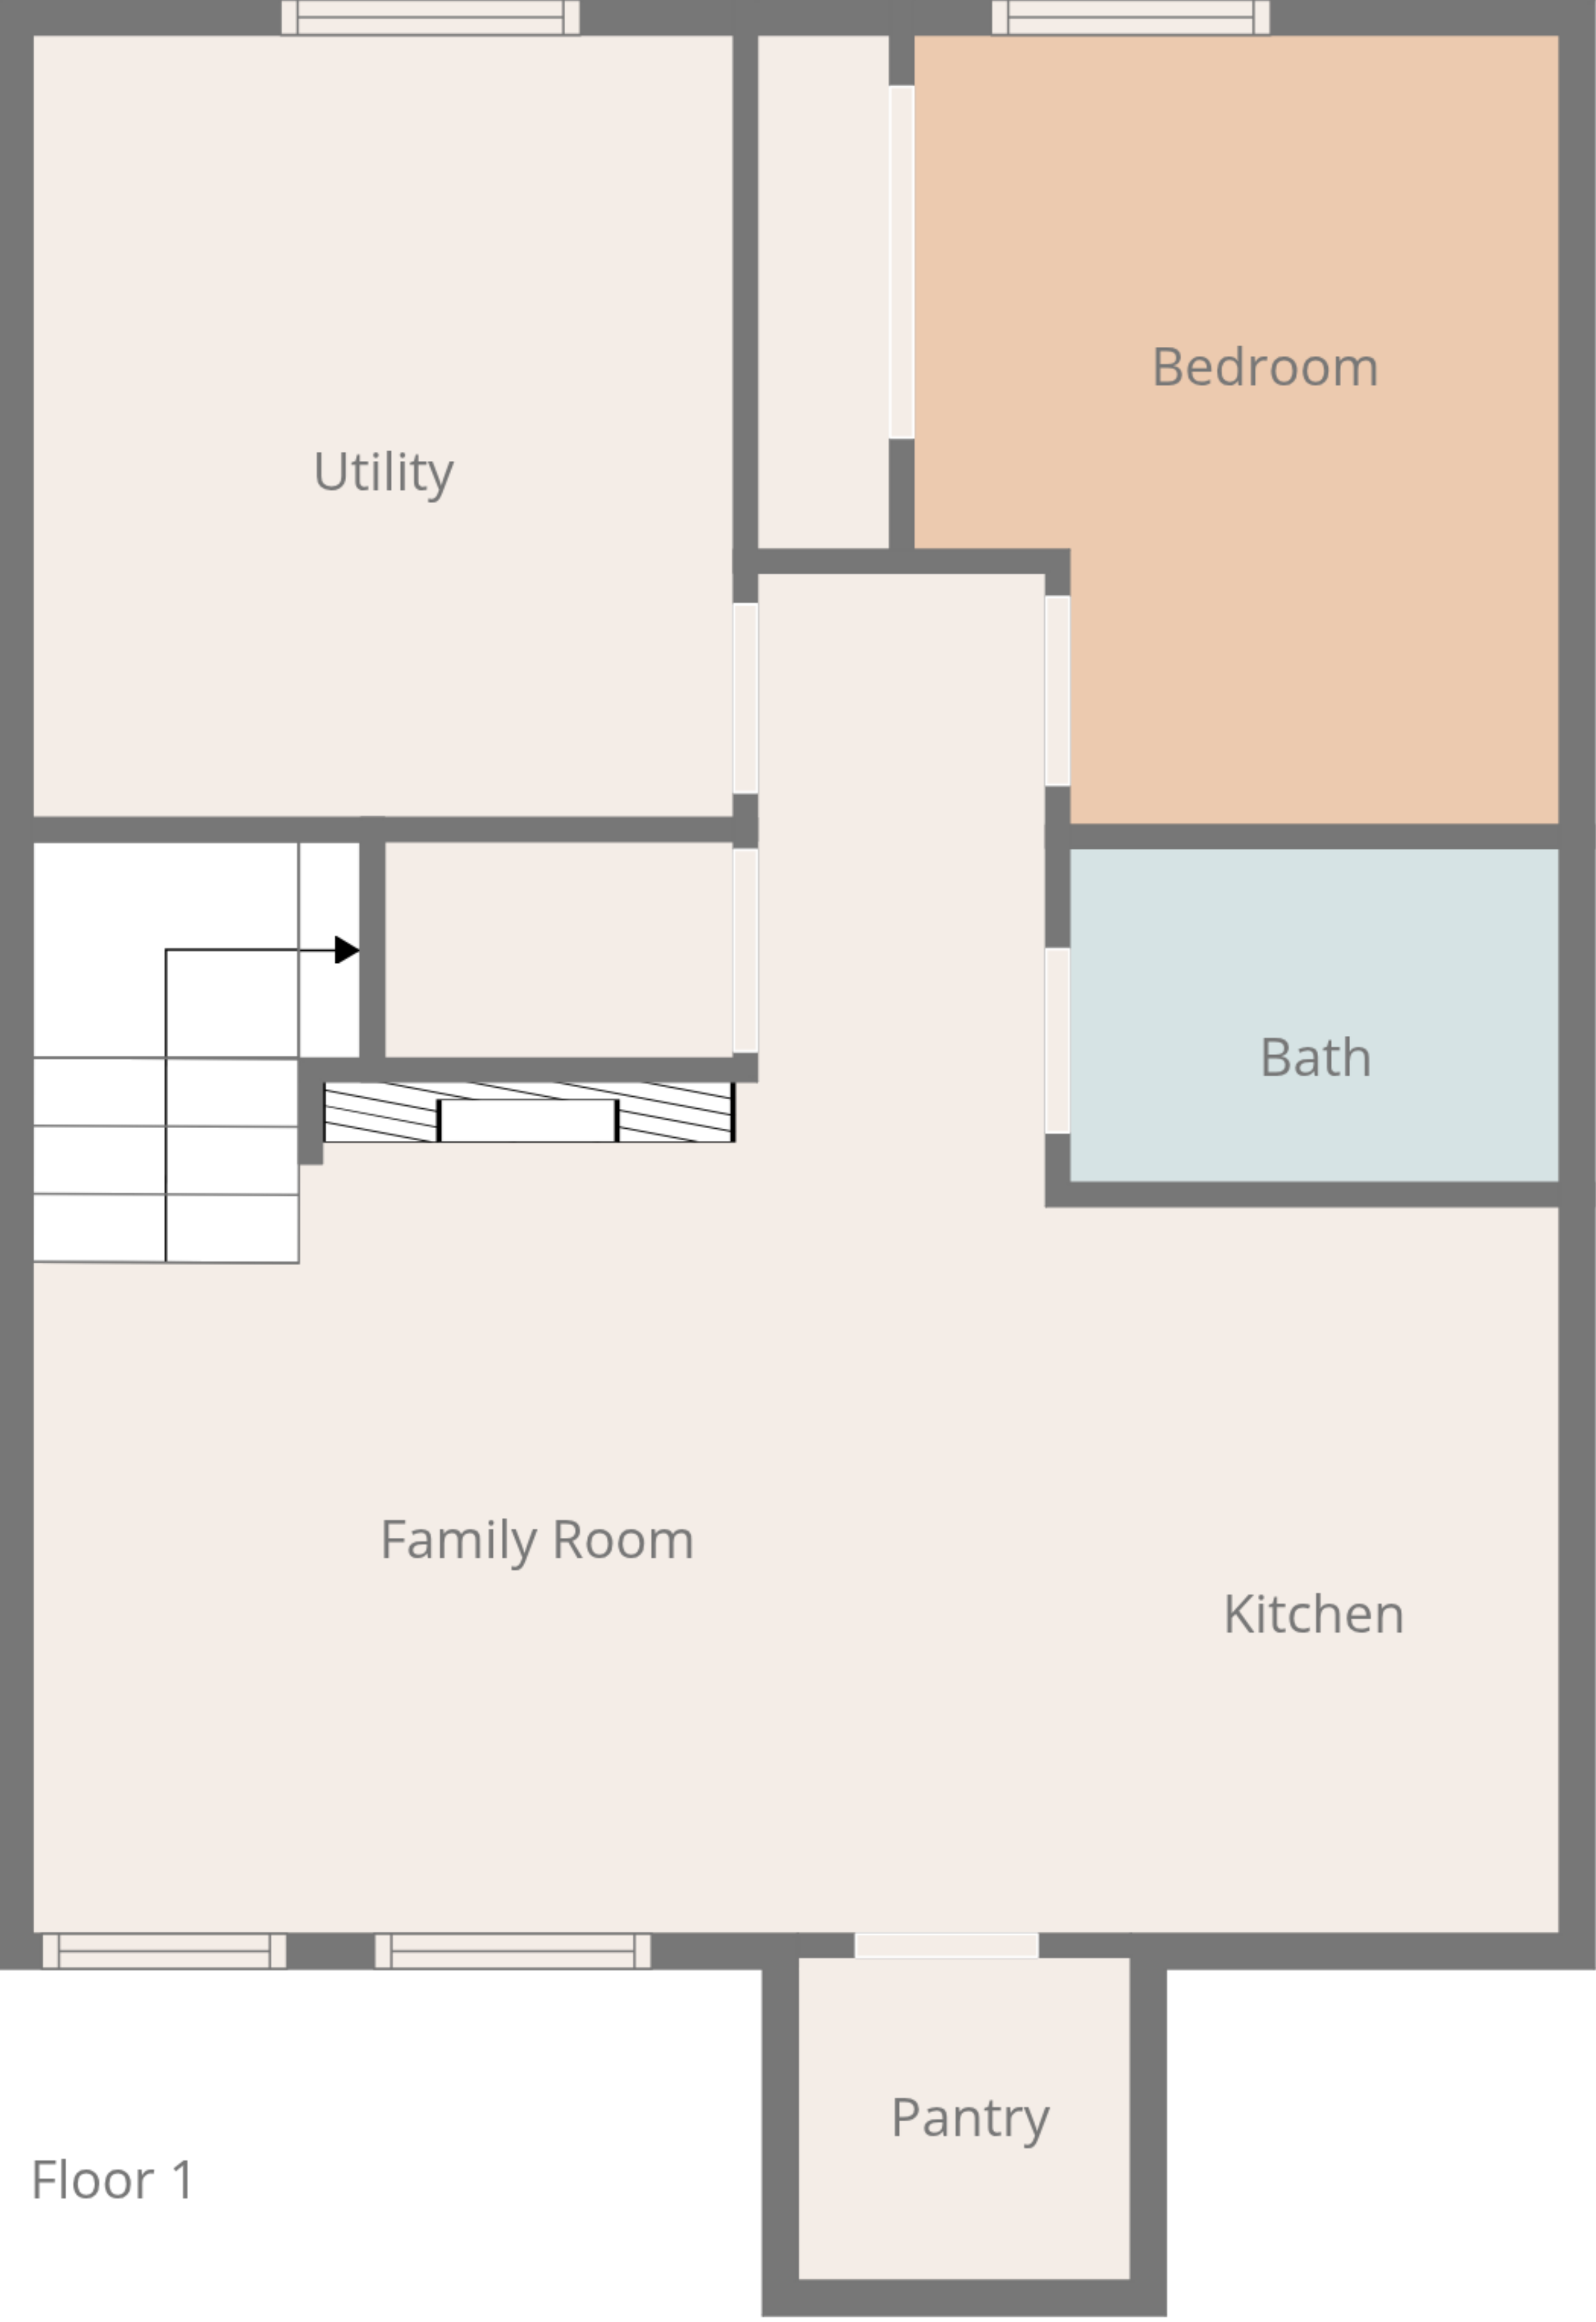 Bedroom
Utility
Bath
Family Room
Kitchen
Pantry
Floor 1